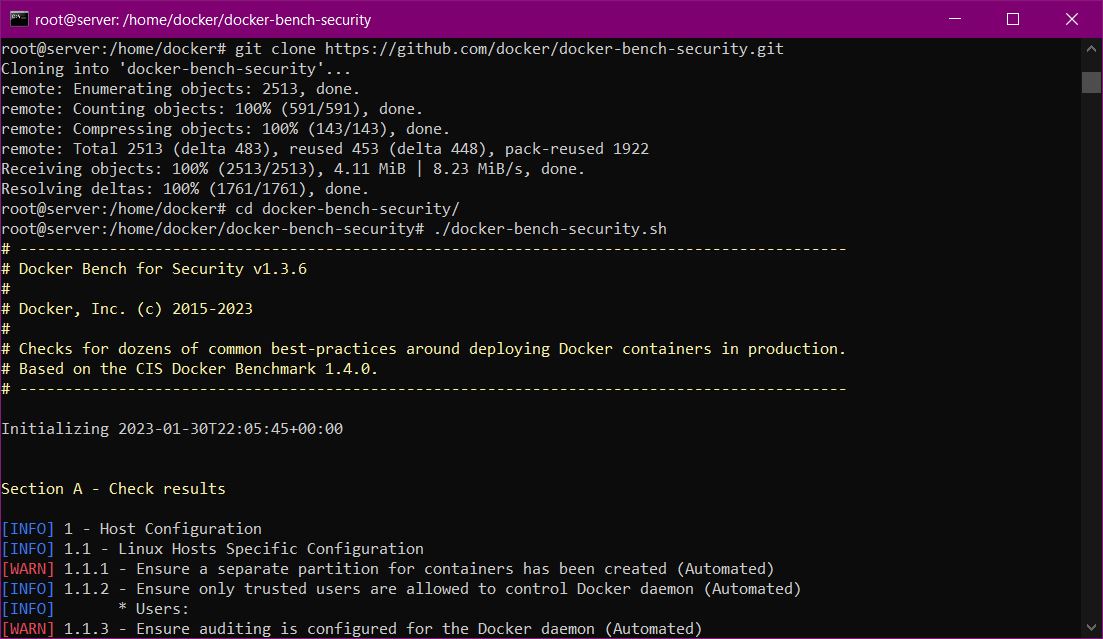 root@server: /home/docker/docker-bench-security
root@server:/home/docker# git clone https://github.com/docker/docker-bench-security.git
Cloning into 'docker-bench-security'...
remote: Enumerating objects: 2513, done.
remote: Counting objects: 100% (591/591), done.
remote: Compressing objects: 100% (143/143), done.
remote: Total 2513 (delta 483), reused 453 (delta 448), pack-reused 1922
Receiving objects: 100% (2513/2513), 4.11 MiB | 8.23 MiB/s, done.
Resolving deltas: 100% (1761/1761), done.
root@server:/home/docker# cd docker-bench-security/
root@server:/home/docker/docker-bench-security# ./docker-bench-security.sh
# --------------------------------------------------------------------------------------------
# Docker Bench for Security v1.3.6
#
# Docker, Inc. (c) 2015-2023
#
# Checks for dozens of common best-practices around deploying Docker containers in production.
# Based on the CIS Docker Benchmark 1.4.0.
# --------------------------------------------------------------------------------------------
Initializing 2023-01-30T22:05:45+00:00
Section A - Check results
[INFO] 1 - Host Configuration
[INFO] 1.1 - Linux Hosts Specific Configuration
[WARN] 1.1.1 - Ensure a separate partition for containers has been created (Automated)
[INFO] 1.1.2 - Ensure only trusted users are allowed to control Docker daemon (Automated)
[INFO]       * Users:
[WARN] 1.1.3 - Ensure auditing is configured for the Docker daemon (Automated)